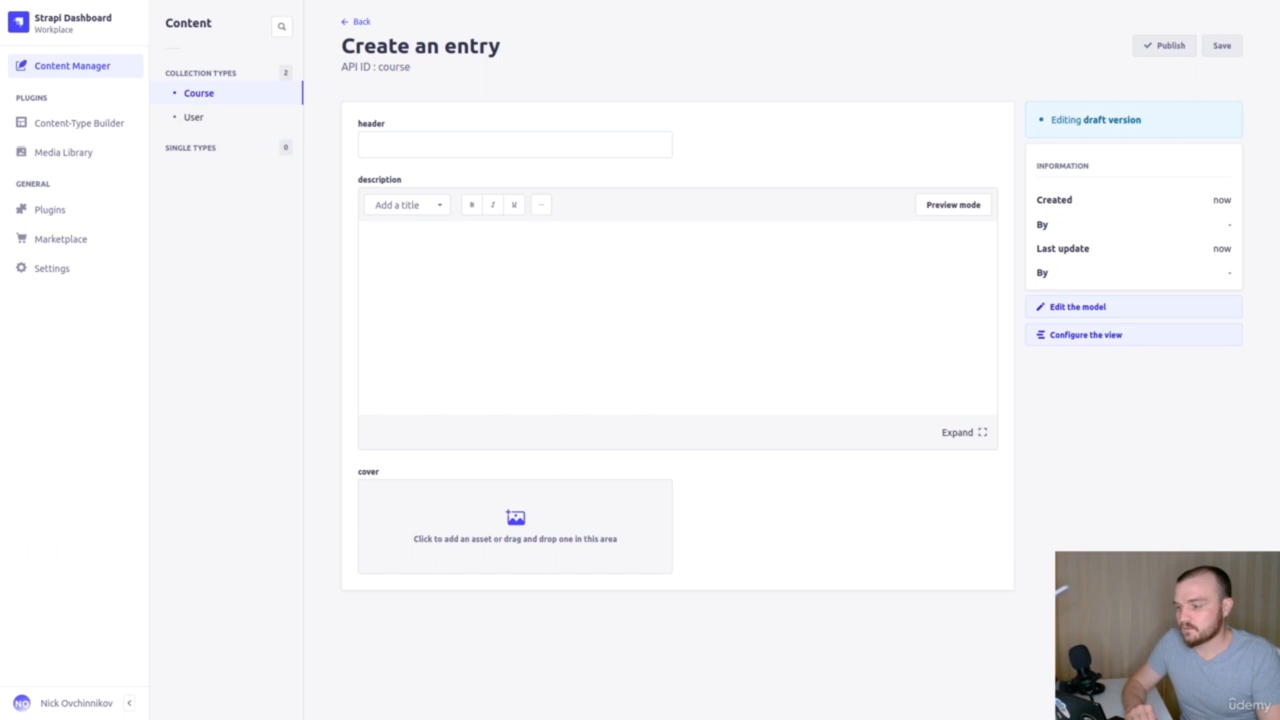 Strapi Dashboard
Workplace
Content Manager
PLUGINS
Content-Type Builder
Media Library
GENERAL
Plugins
Marketplace
Settings
NO Nick Ovchinnikov
Content
COLLECTION TYPES 2
Course
User
SINGLE TYPES 0
Back
Create an entry
API ID : course
Publish
Save
header
description
Add a title
B I U
Preview mode
Expand
cover
Click to add an asset or drag and drop one in this area
Editing draft version
INFORMATION
Created now
By -
Last update now
By -
Edit the model
Configure the view
udemy